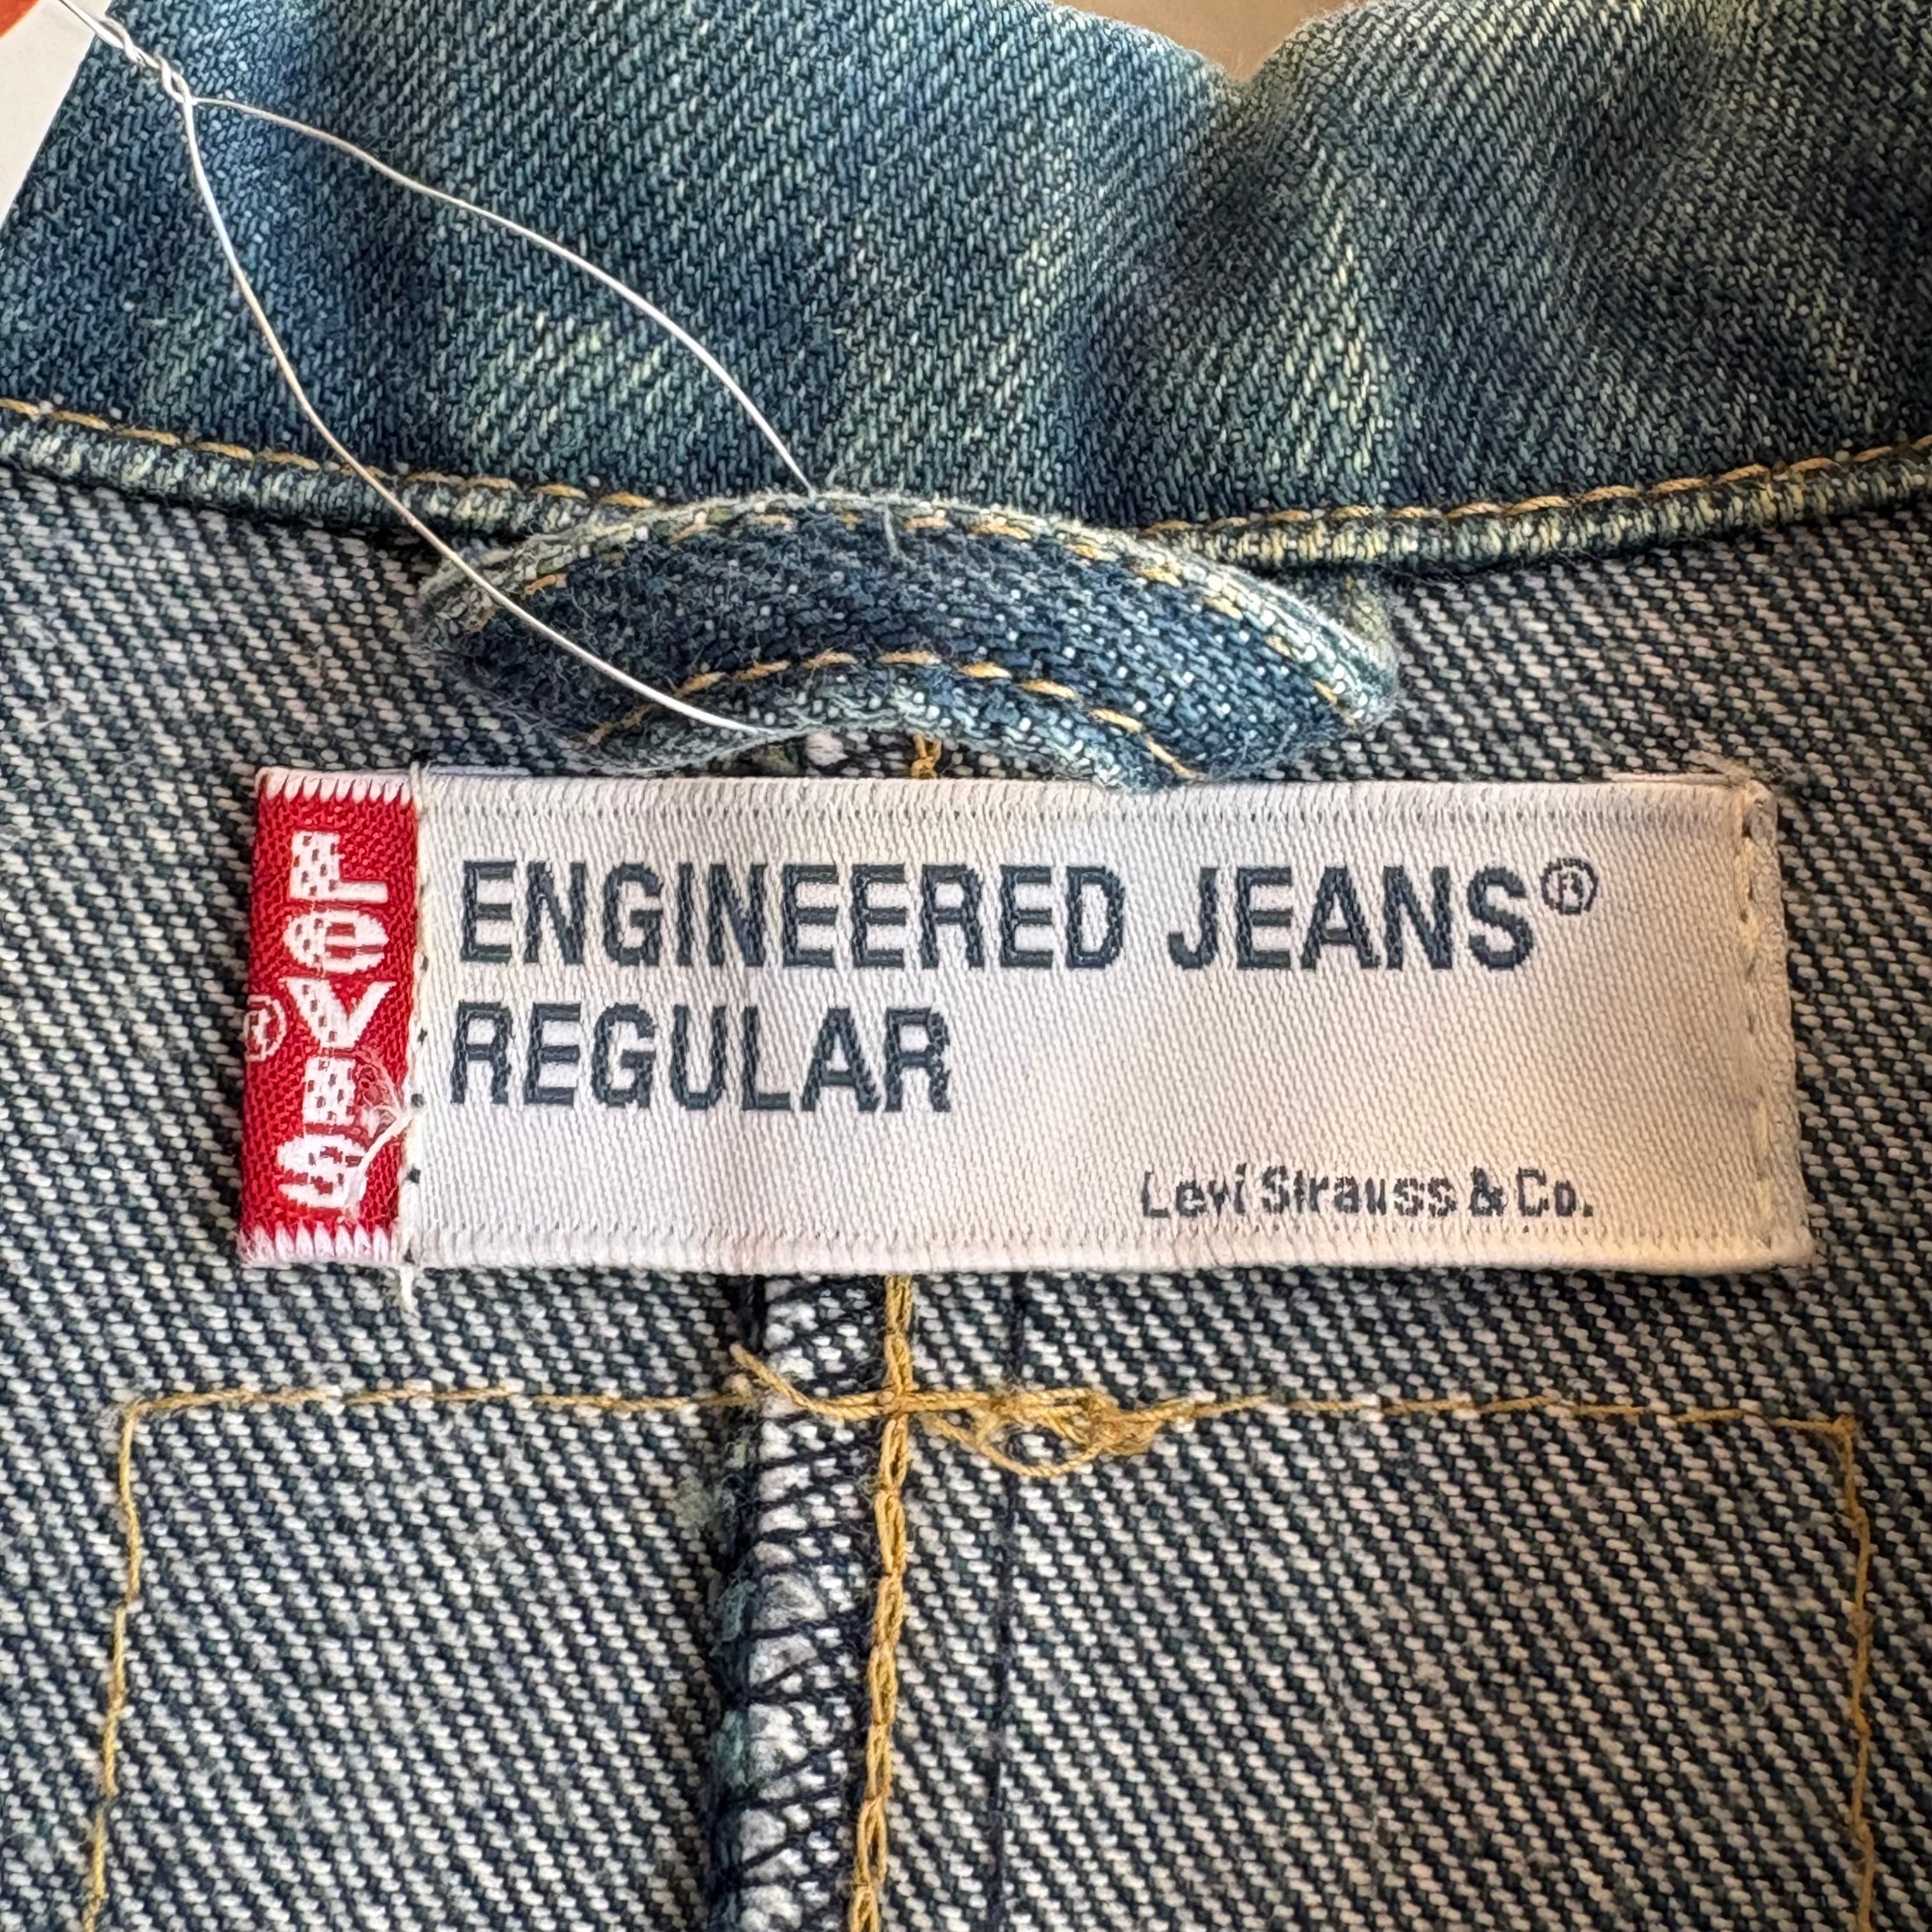 LEVI'S®
ENGINEERED JEANS®
REGULAR
Levi Strauss & Co.